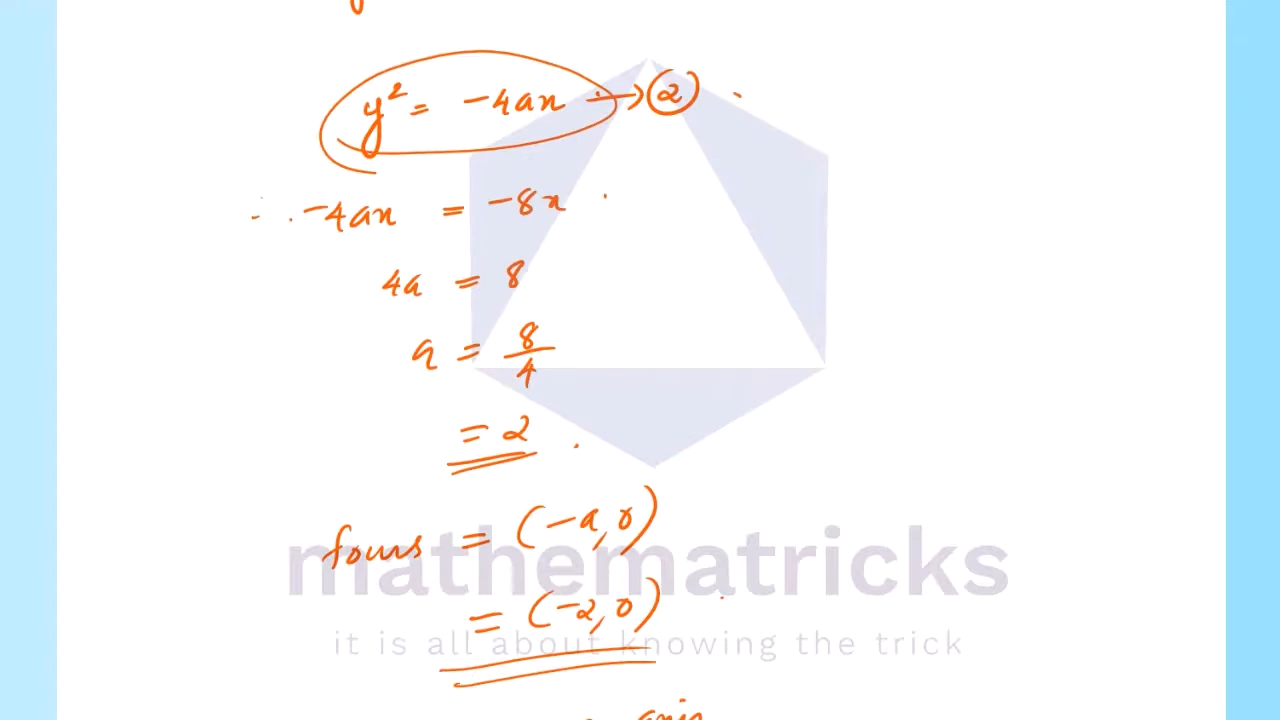 y² = -4ax → ②
∴ -4ax = -8x
4a = 8
a = 8/4
= 2
focus = (-a, 0)
= (-2, 0)
axis
mathematricks
it is all about knowing the trick